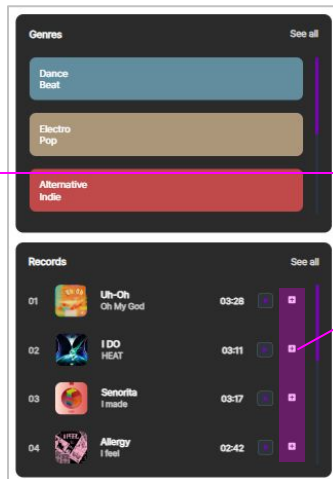 Genres See all
Dance
Beat
Electro
Pop
Alternative
Indie
Records See all
01 Uh-Oh 03:28
Oh My God
02 I DO 03:11
HEAT
03 Senorita 03:17
I made
04 Allergy 02:42
I feel